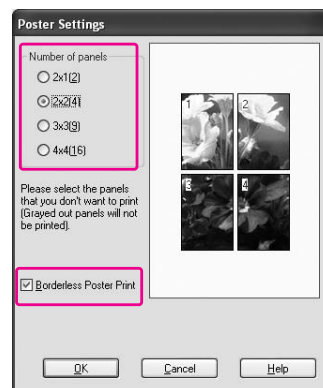 Poster Settings
Number of panels
2x1(2)
2x2(4)
3x3(9)
4x4(16)
1 2
3 4
Please select the panels
that you don't want to print
(Grayed out panels will not
be printed).
Borderless Poster Print
OK Cancel Help